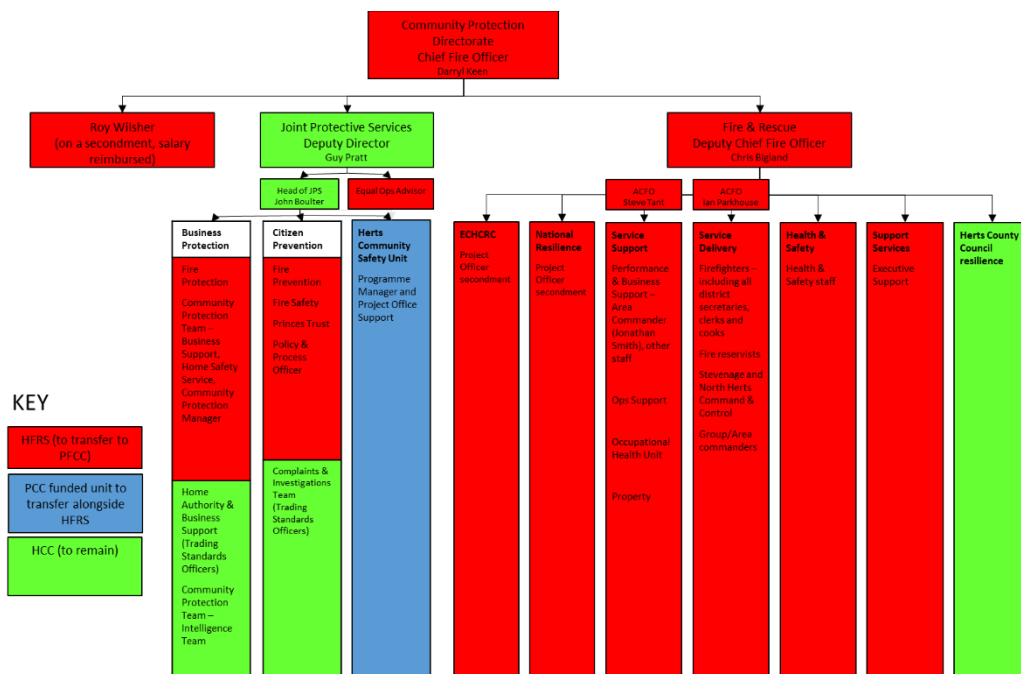 Community Protection
Directorate
Chief Fire Officer
Darryl Keen
Roy Wilsher
(on a secondment, salary
reimbursed)
Joint Protective Services
Deputy Director
Guy Pratt
Fire & Rescue
Deputy Chief Fire Officer
Chris Bigland
Head of JPS
John Boulter
Equal Ops Advisor
ACFO
Steve Tant
ACFO
Ian Parkhouse
Business
Protection
Fire
Protection
Community
Protection
Team –
Business
Support,
Home Safety
Service,
Community
Protection
Manager
Home
Authority &
Business
Support
(Trading
Standards
Officers)
Community
Protection
Team –
Intelligence
Team
Citizen
Prevention
Fire
Prevention
Fire Safety
Princes Trust
Policy &
Process
Officer
Complaints &
Investigations
Team
(Trading
Standards
Officers)
Herts
Community
Safety Unit
Programme
Manager and
Project Office
Support
ECHCRC
Project
Officer
secondment
National
Resilience
Project
Officer
secondment
Service
Support
Performance
& Business
Support –
Area
Commander
(Jonathan
Smith), other
staff
Ops Support
Occupational
Health Unit
Property
Service
Delivery
Firefighters –
including all
district
secretaries,
clerks and
cooks
Fire reservists
Stevenage and
North Herts
Command &
Control
Group/Area
commanders
Health &
Safety
Health &
Safety staff
Support
Services
Executive
Support
Herts County
Council
resilience
KEY
HFRS (to transfer to
PFCC)
PCC funded unit to
transfer alongside
HFRS
HCC (to remain)